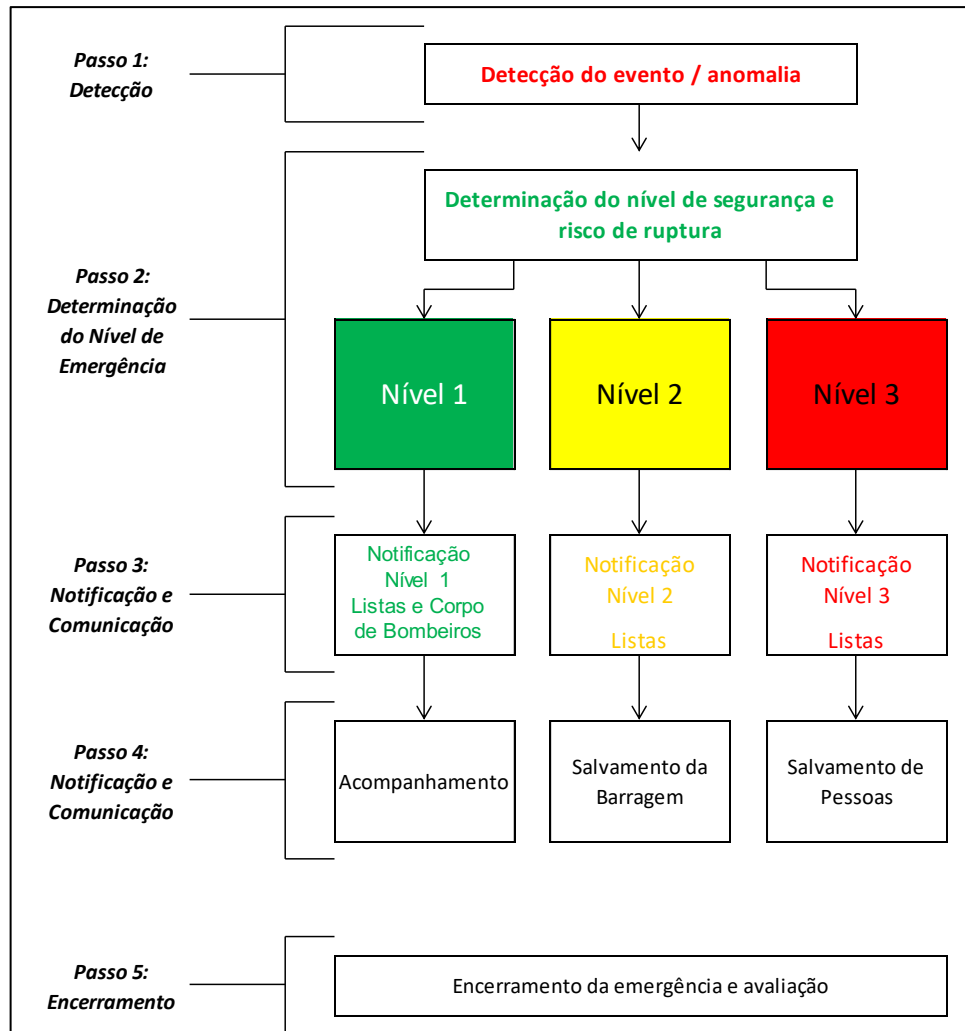 Passo 1:
Detecção
Detecção do evento / anomalia
Passo 2:
Determinação
do Nível de
Emergência
Determinação do nível de segurança e
risco de ruptura
Nível 1
Nível 2
Nível 3
Passo 3:
Notificação e
Comunicação
Notificação
Nível 1
Listas e Corpo
de Bombeiros
Notificação
Nível 2
Listas
Notificação
Nível 3
Listas
Passo 4:
Notificação e
Comunicação
Acompanhamento
Salvamento da
Barragem
Salvamento de
Pessoas
Passo 5:
Encerramento
Encerramento da emergência e avaliação